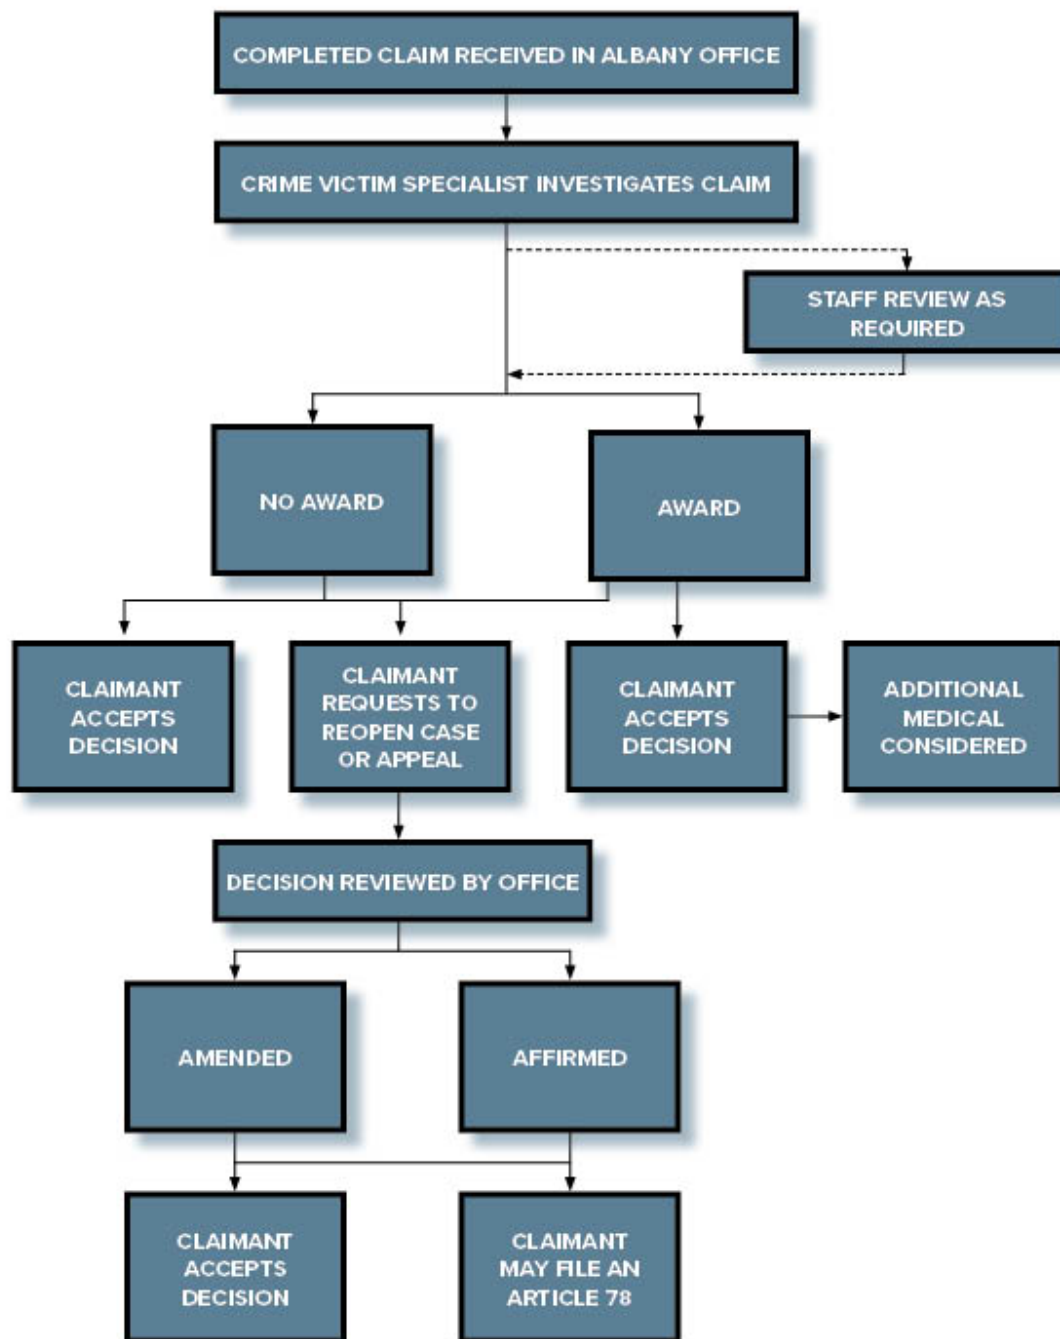 COMPLETED CLAIM RECEIVED IN ALBANY OFFICE
CRIME VICTIM SPECIALIST INVESTIGATES CLAIM
STAFF REVIEW AS
REQUIRED
NO AWARD
AWARD
CLAIMANT
ACCEPTS
DECISION
CLAIMANT
REQUESTS TO
REOPEN CASE
OR APPEAL
CLAIMANT
ACCEPTS
DECISION
ADDITIONAL
MEDICAL
CONSIDERED
DECISION REVIEWED BY OFFICE
AMENDED
AFFIRMED
CLAIMANT
ACCEPTS
DECISION
CLAIMANT
MAY FILE AN
ARTICLE 78